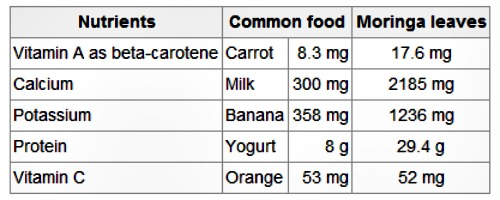 Nutrients Common food Moringa leaves
Vitamin A as beta-carotene Carrot 8.3 mg 17.6 mg
Calcium Milk 300 mg 2185 mg
Potassium Banana 358 mg 1236 mg
Protein Yogurt 8 g 29.4 g
Vitamin C Orange 53 mg 52 mg